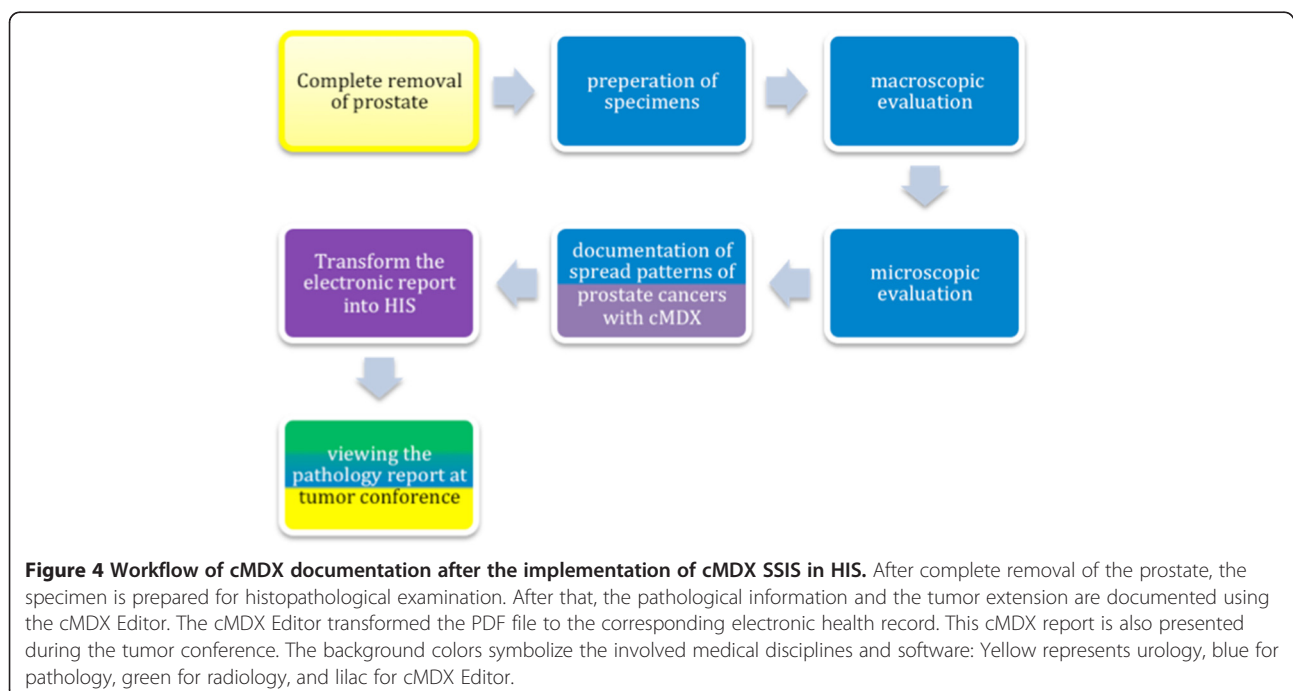 Complete removal
of prostate
preperation of
specimens
macroscopic
evaluation
microscopic
evaluation
documentation of
spread patterns of
prostate cancers
with cMDX
Transform the
electronic report
into HIS
viewing the
pathology report at
tumor conforence
Figure 4 Workflow of cMDX documentation after the implementation of cMDX SSIS in HIS. After complete removal of the prostate, the
specimen is prepared for histopathological examination. After that, the pathological information and the tumor extension are documented using
the cMDX Editor. The cMDX Editor transformed the PDF file to the corresponding electronic health record. This cMDX report is also presented
during the tumor conference. The background colors symbolize the involved medical disciplines and software: Yellow represents urology, blue for
pathology, green for radiology, and lilac for cMDX Editor.